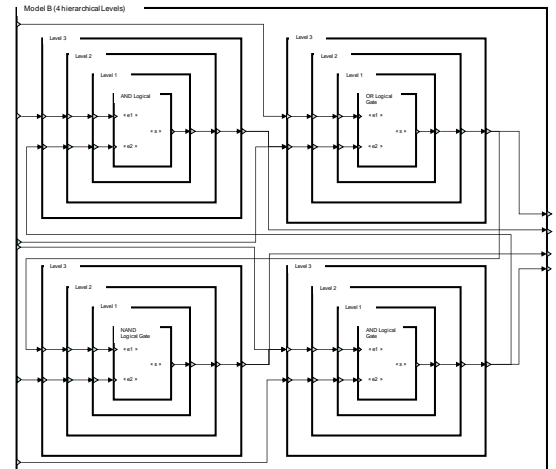 Model B (4 hierarchical Levels)
Level 3
Level 2
Level 1
AND Logical
< e1 >
< s >
< e2 >
Level 3
Level 2
Level 1
OR Logical
Gate
< e1 >
< s >
< e2 >
Level 3
Level 2
Level 1
NAND
Logical Gate
< e1 >
< s >
< e2 >
Level 3
Level 2
Level 1
AND Logical
Gate
< e1 >
< s >
< e2 >